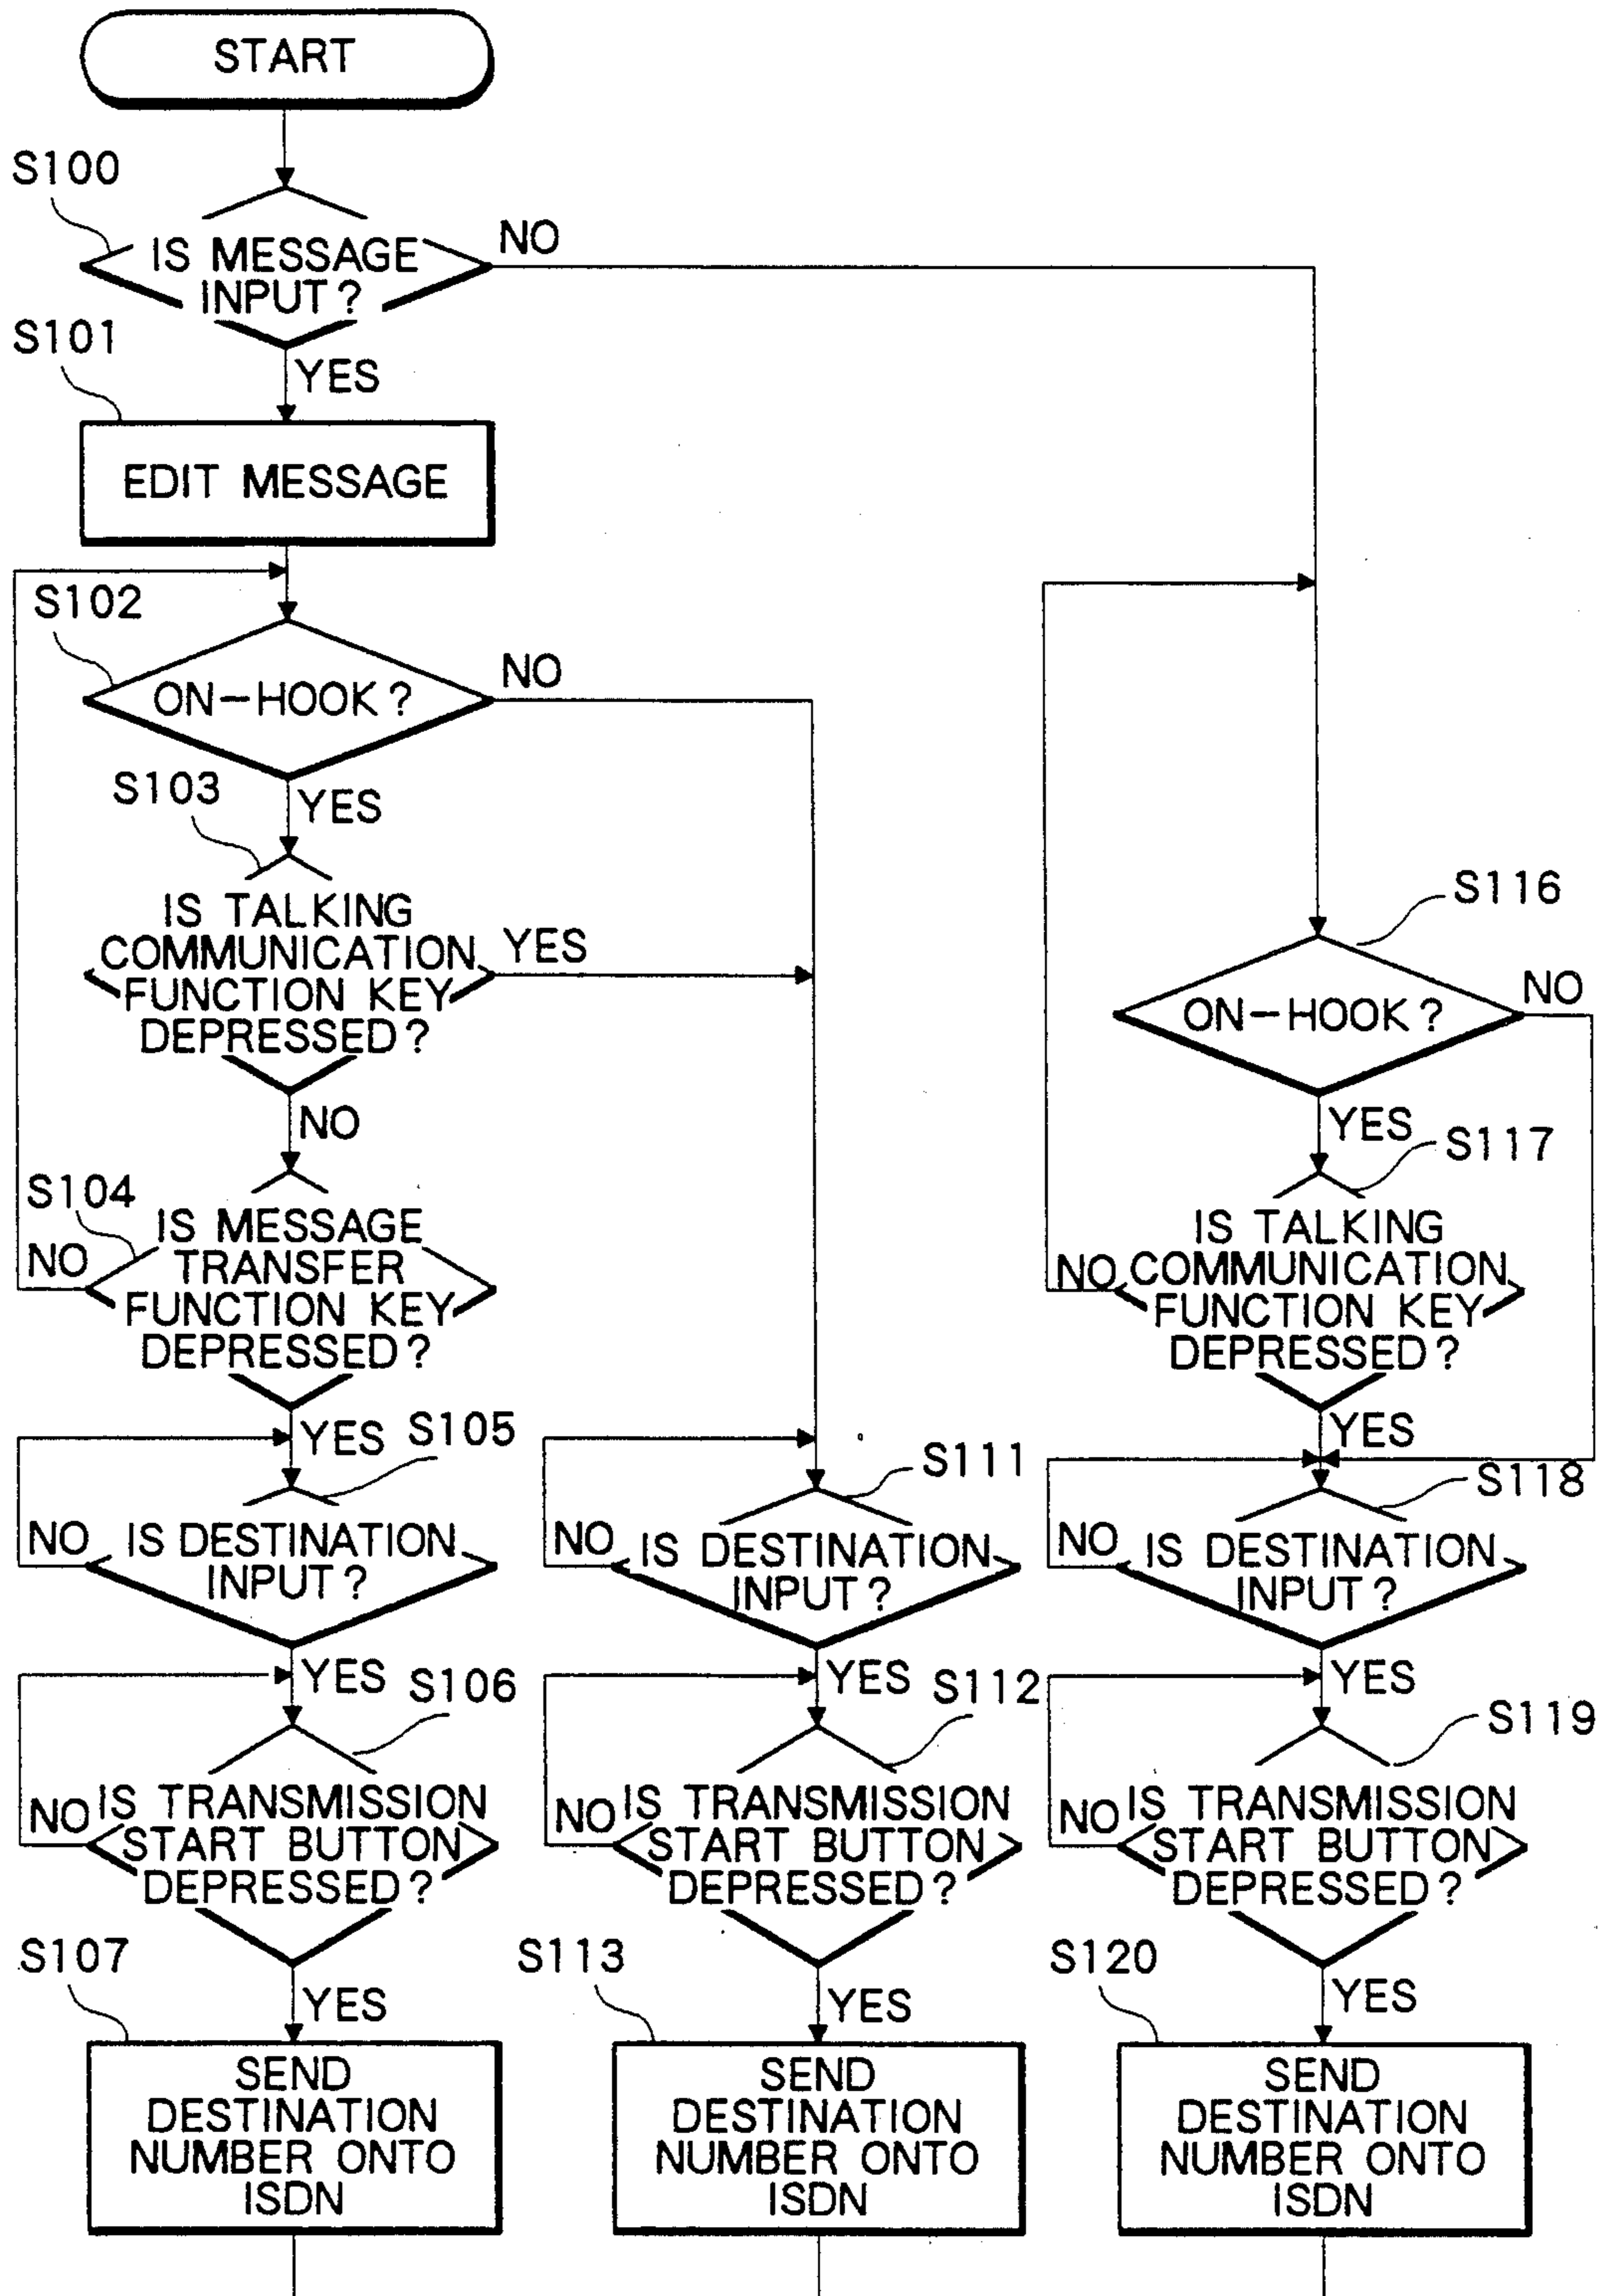 START
S100
IS MESSAGE
INPUT?
NO
YES
S101
EDIT MESSAGE
S102
ON-HOOK?
NO
YES
S103
IS TALKING
COMMUNICATION
FUNCTION KEY
DEPRESSED?
YES
NO
S104
IS MESSAGE
TRANSFER
FUNCTION KEY
DEPRESSED?
NO
YES
S105
IS DESTINATION
INPUT?
NO
YES
S106
IS TRANSMISSION
START BUTTON
DEPRESSED?
NO
YES
S107
SEND
DESTINATION
NUMBER ONTO
ISDN
S111
IS DESTINATION
INPUT?
NO
YES
S112
IS TRANSMISSION
START BUTTON
DEPRESSED?
NO
YES
S113
SEND
DESTINATION
NUMBER ONTO
ISDN
S116
ON-HOOK?
NO
YES
S117
IS TALKING
COMMUNICATION
FUNCTION KEY
DEPRESSED?
NO
YES
S118
IS DESTINATION
INPUT?
NO
YES
S119
IS TRANSMISSION
START BUTTON
DEPRESSED?
NO
YES
S120
SEND
DESTINATION
NUMBER ONTO
ISDN